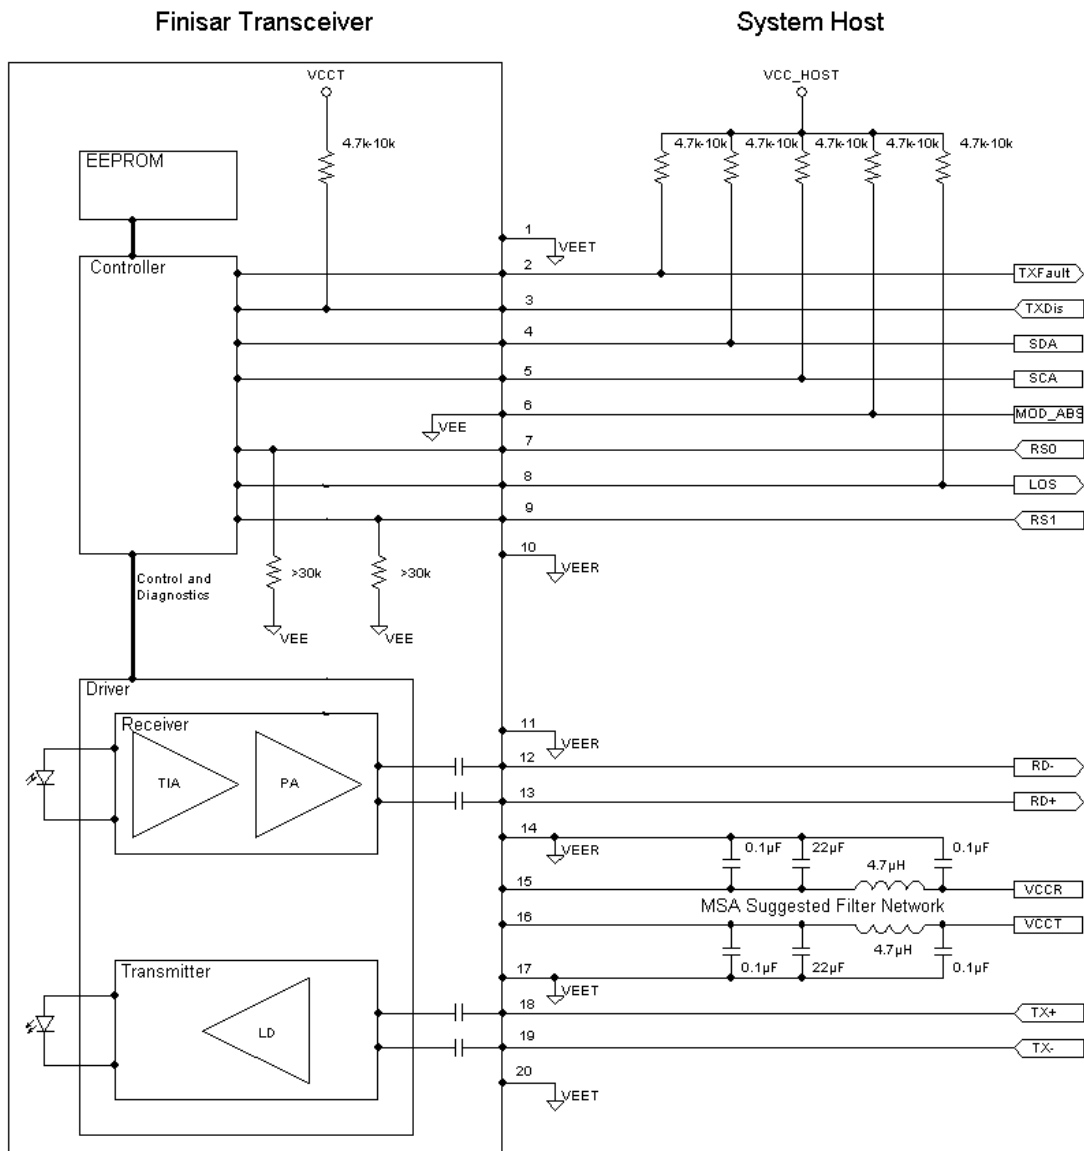 Finisar Transceiver
System Host
VCCT
VCC_HOST
4.7k-10k
4.7k-10k
4.7k-10k
4.7k-10k
4.7k-10k
4.7k-10k
EEPROM
Controller
1
VEET
2
TXFault
3
TXDis
4
SDA
5
SCA
6
VEE
MOD_ABS
7
RS0
8
LOS
9
RS1
10
VEER
>30k
>30k
VEE
VEE
Control and
Diagnostics
Driver
Receiver
TIA
PA
11
VEER
12
RD-
13
RD+
14
VEER
0.1µF
22µF
4.7µH
0.1µF
15
VCCR
MSA Suggested Filter Network
16
VCCT
4.7µH
0.1µF
22µF
0.1µF
17
VEET
Transmitter
LD
18
TX+
19
TX-
20
VEET